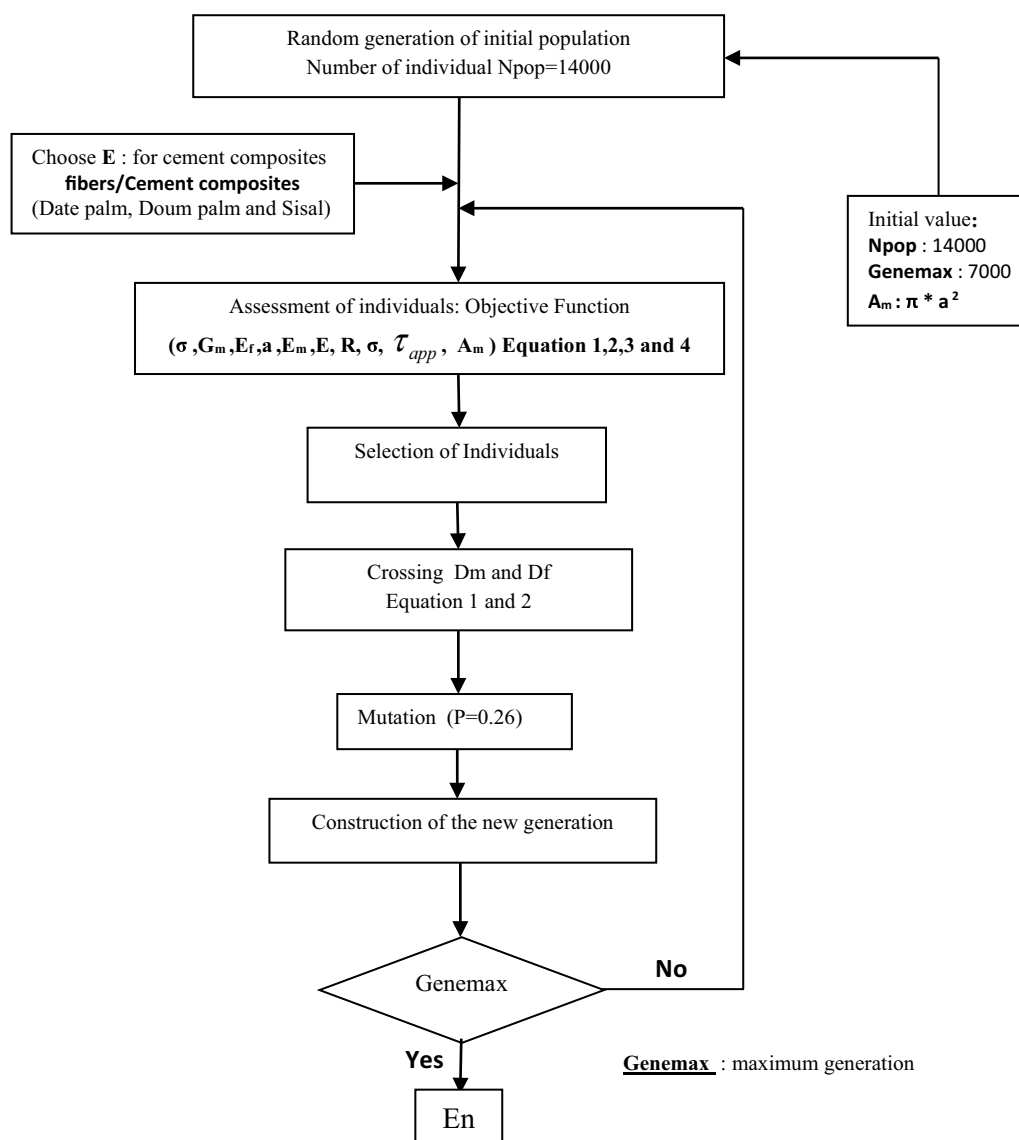 Random generation of initial population
Number of individual Npop=14000
Choose E : for cement composites
fibers/Cement composites
(Date palm, Doum palm and Sisal)
Initial value:
Npop : 14000
Genemax : 7000
Aₘ : π * a²
Assessment of individuals: Objective Function
(σ ,Gₘ,E_f,a,Eₘ,E, R, σ, τ_app , Aₘ ) Equation 1,2,3 and 4
Selection of Individuals
Crossing Dm and Df
Equation 1 and 2
Mutation (P=0.26)
Construction of the new generation
Genemax
No
Yes
Genemax : maximum generation
En